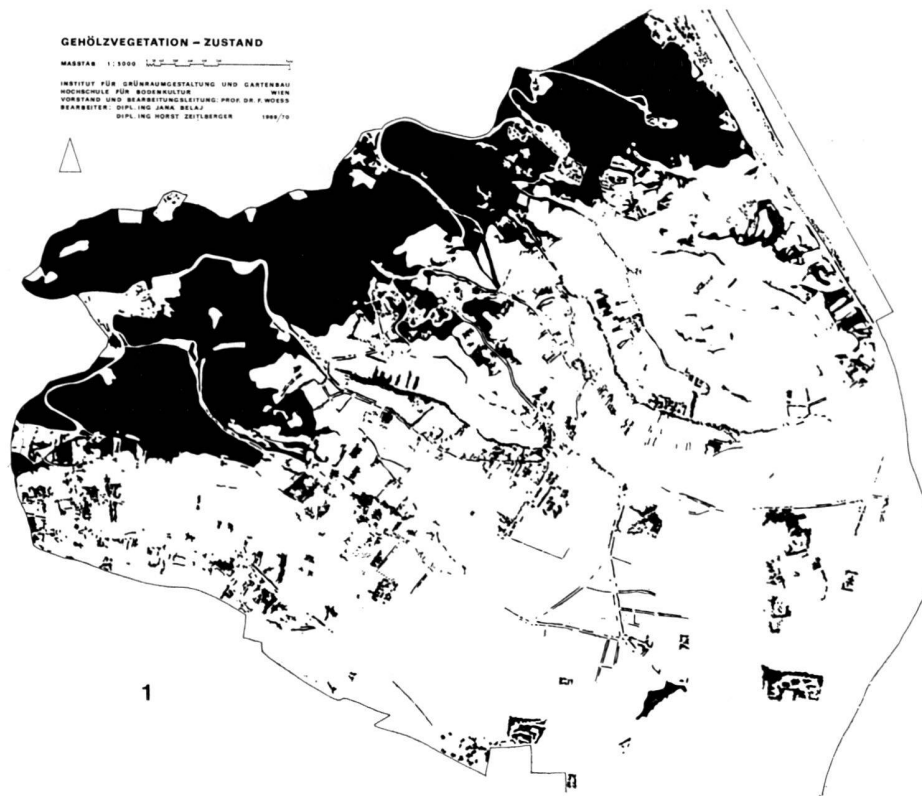 GEHÖLZVEGETATION – ZUSTAND
MASSTAB 1:5000
INSTITUT FÜR GRÜNRAUMGESTALTUNG UND GARTENBAU
HOCHSCHULE FÜR BODENKULTUR WIEN
VORSTAND UND BEARBEITUNGSLEITUNG: PROF. DR. F. WOESS
BEARBEITER: DIPL. ING JANA BELAJ
DIPL. ING HORST ZEITLBERGER 1969/70
1